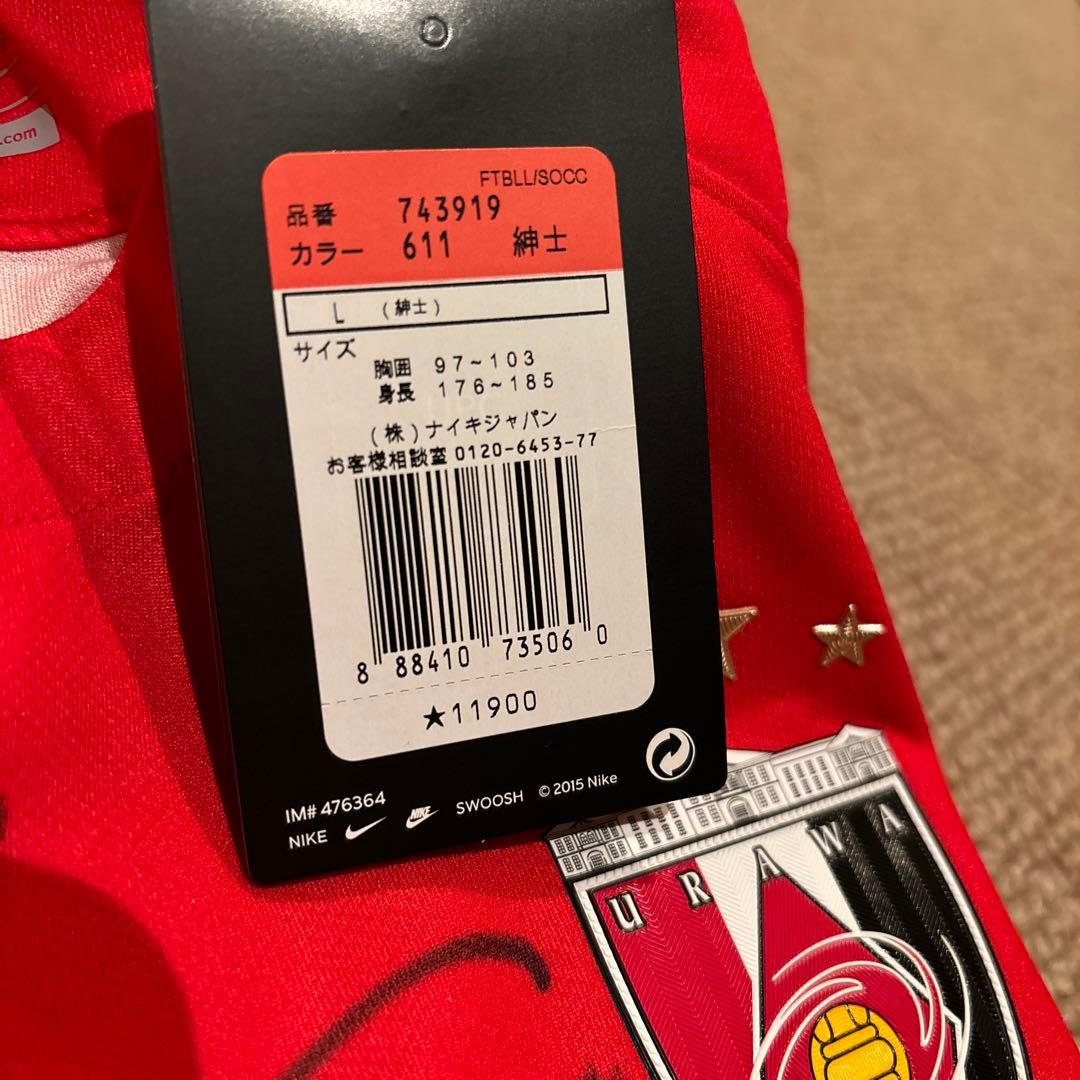 .com
FTBLL/SOCC
品番 743919
カラー 611 紳士
L (紳士)
サイズ
胸囲 97~103
身長 176~185
(株)ナイキジャパン
お客様相談室 0120-6453-77
8 88410 73506 0
★11900
IM# 476364
NIKE NIKE SWOOSH © 2015 Nike
URAWA